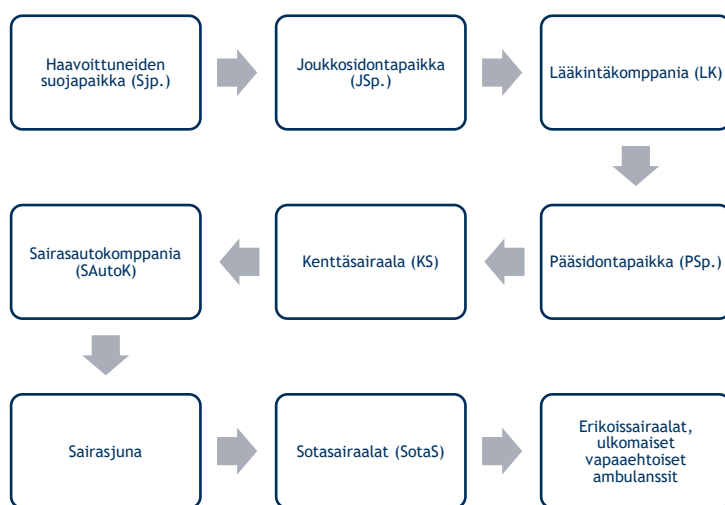 Haavoittuneiden
suojapaikka (Sjp.)
Joukkosidontapaikka
(JSp.)
Lääkintäkomppania (LK)
Pääsidontapaikka (PSp.)
Kenttäsairaala (KS)
Sairasautokomppania
(SAutoK)
Sairasjuna
Sotasairaalat (SotaS)
Erikoissairaalat,
ulkomaiset
vapaaehtoiset
ambulanssit